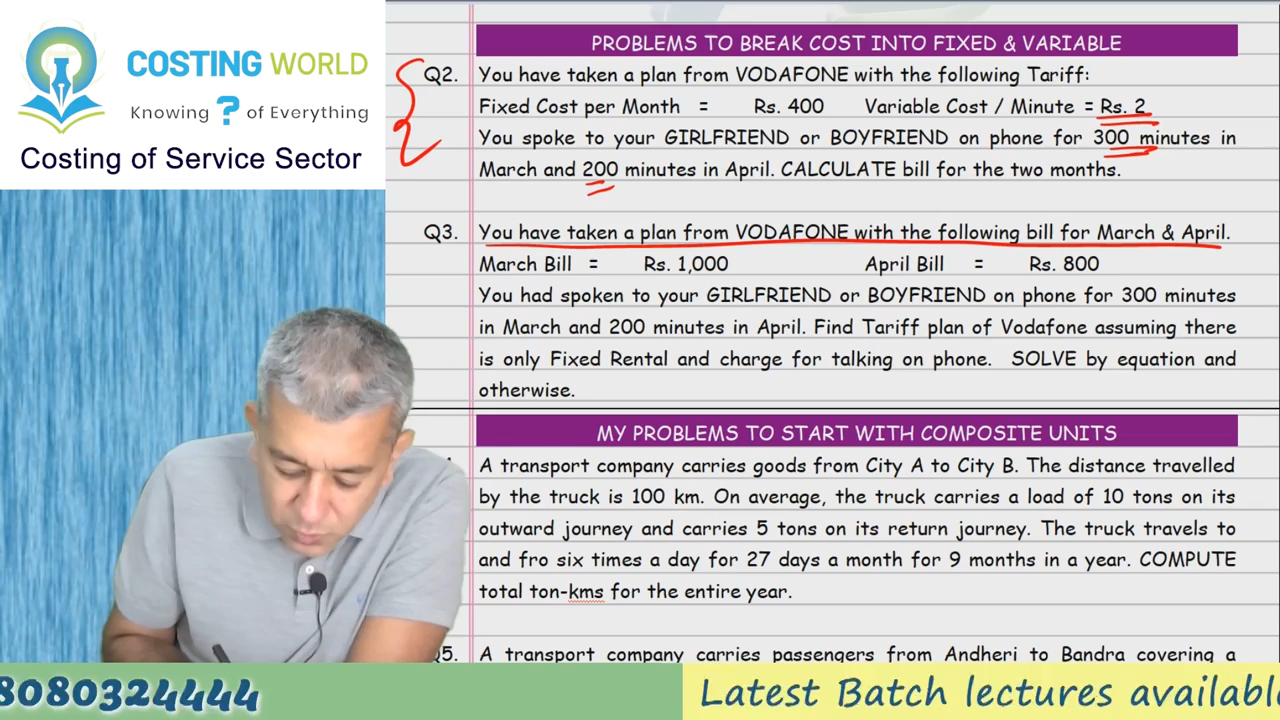 COSTING WORLD
Knowing ? of Everything
Costing of Service Sector
PROBLEMS TO BREAK COST INTO FIXED & VARIABLE
Q2. You have taken a plan from VODAFONE with the following Tariff:
Fixed Cost per Month = Rs. 400 Variable Cost / Minute = Rs. 2
You spoke to your GIRLFRIEND or BOYFRIEND on phone for 300 minutes in
March and 200 minutes in April. CALCULATE bill for the two months.
Q3. You have taken a plan from VODAFONE with the following bill for March & April.
March Bill = Rs. 1,000 April Bill = Rs. 800
You had spoken to your GIRLFRIEND or BOYFRIEND on phone for 300 minutes
in March and 200 minutes in April. Find Tariff plan of Vodafone assuming there
is only Fixed Rental and charge for talking on phone. SOLVE by equation and
otherwise.
MY PROBLEMS TO START WITH COMPOSITE UNITS
A transport company carries goods from City A to City B. The distance travelled
by the truck is 100 km. On average, the truck carries a load of 10 tons on its
outward journey and carries 5 tons on its return journey. The truck travels to
and fro six times a day for 27 days a month for 9 months in a year. COMPUTE
total ton-kms for the entire year.
Q5. A transport company carries passengers from Andheri to Bandra covering a
8080324444
Latest Batch lectures available